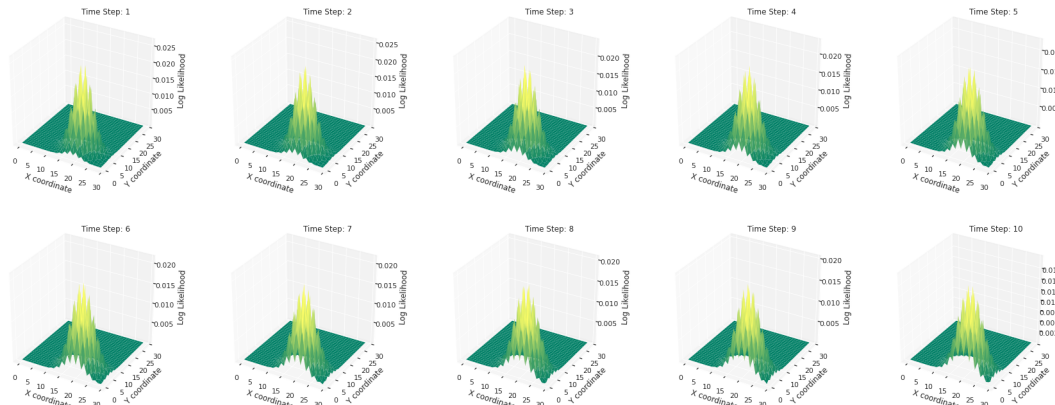 Time Step: 1
0.025
0.020
0.015
0.010
0.005
Log Likelihood
0 5 10 15 20 25 30
X coordinate
0 5 10 15 20 25 30
Y coordinate
Time Step: 2
0.025
0.020
0.015
0.010
0.005
Log Likelihood
0 5 10 15 20 25 30
X coordinate
0 5 10 15 20 25 30
Y coordinate
Time Step: 3
0.020
0.015
0.010
0.005
Log Likelihood
0 5 10 15 20 25 30
X coordinate
0 5 10 15 20 25 30
Y coordinate
Time Step: 4
0.020
0.015
0.010
0.005
Log Likelihood
0 5 10 15 20 25 30
X coordinate
0 5 10 15 20 25 30
Y coordinate
Time Step: 5
0 5 10 15 20 25 30
X coordinate
0 5 10 15 20 25 30
Y coordinate
Time Step: 6
0.020
0.015
0.010
0.005
Log Likelihood
0 5 10 15 20 25 30
X coordinate
0 5 10 15 20 25 30
Y coordinate
Time Step: 7
0.020
0.015
0.010
0.005
Log Likelihood
0 5 10 15 20 25 30
X coordinate
0 5 10 15 20 25 30
Y coordinate
Time Step: 8
0.020
0.015
0.010
0.005
Log Likelihood
0 5 10 15 20 25 30
X coordinate
0 5 10 15 20 25 30
Y coordinate
Time Step: 9
0.020
0.015
0.010
0.005
Log Likelihood
0 5 10 15 20 25 30
X coordinate
0 5 10 15 20 25 30
Y coordinate
Time Step: 10
0 5 10 15 20 25 30
X coordinate
0 5 10 15 20 25 30
Y coordinate